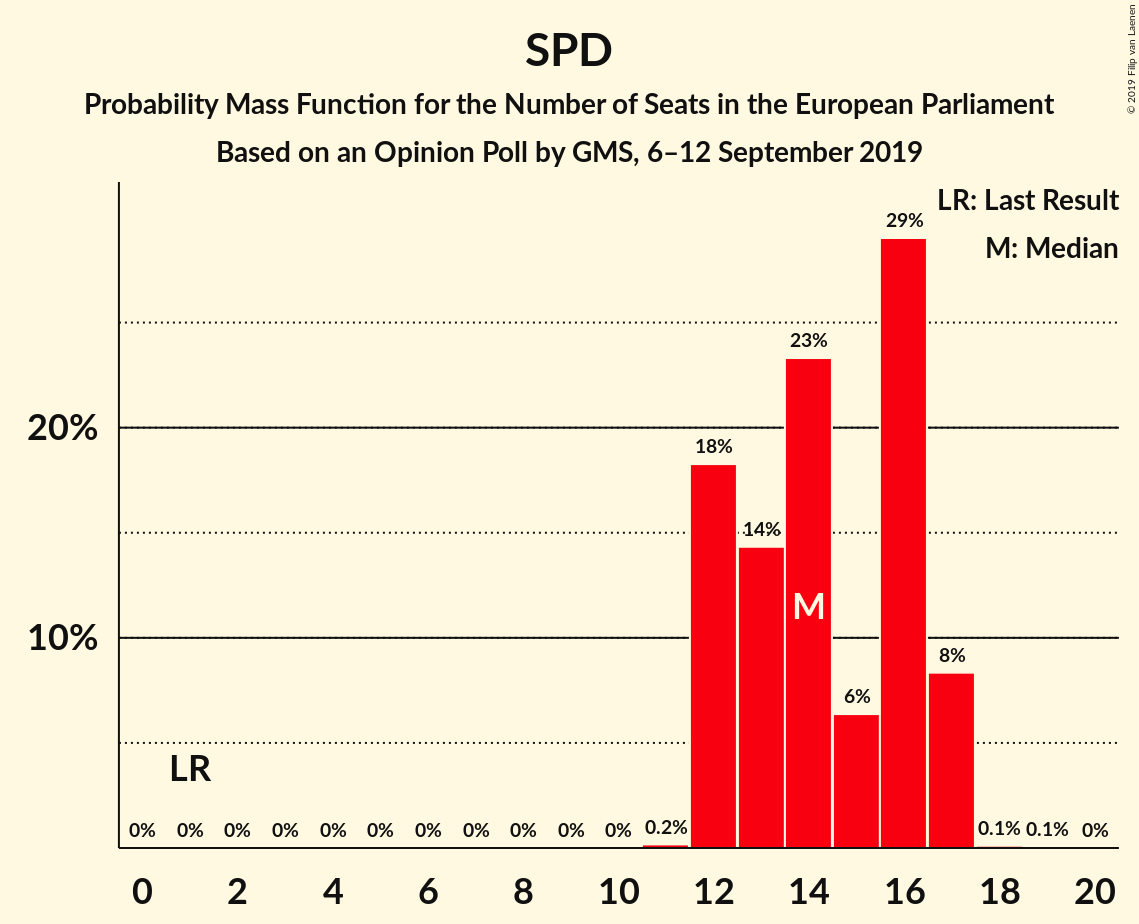 SPD
Probability Mass Function for the Number of Seats in the European Parliament
Based on an Opinion Poll by GMS, 6–12 September 2019
© 2019 Filip van Laenen
LR: Last Result
M: Median
29%
23%
20%
18%
14%
M
10%
8%
6%
LR
0% 0% 0% 0% 0% 0% 0% 0% 0% 0% 0% 0.2% 0.1% 0.1% 0%
0 2 4 6 8 10 12 14 16 18 20